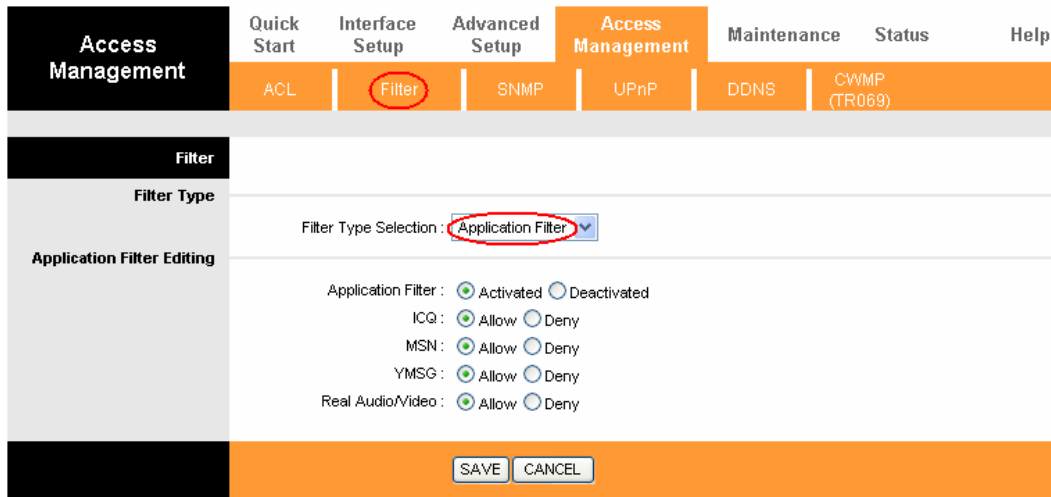 Access Management
Quick Start
Interface Setup
Advanced Setup
Access Management
Maintenance
Status
Help
ACL
Filter
SNMP
UPnP
DDNS
CWMP (TR069)
Filter
Filter Type
Filter Type Selection : Application Filter
Application Filter Editing
Application Filter : Activated Deactivated
ICQ : Allow Deny
MSN : Allow Deny
YMSG : Allow Deny
Real Audio/Video : Allow Deny
SAVE CANCEL